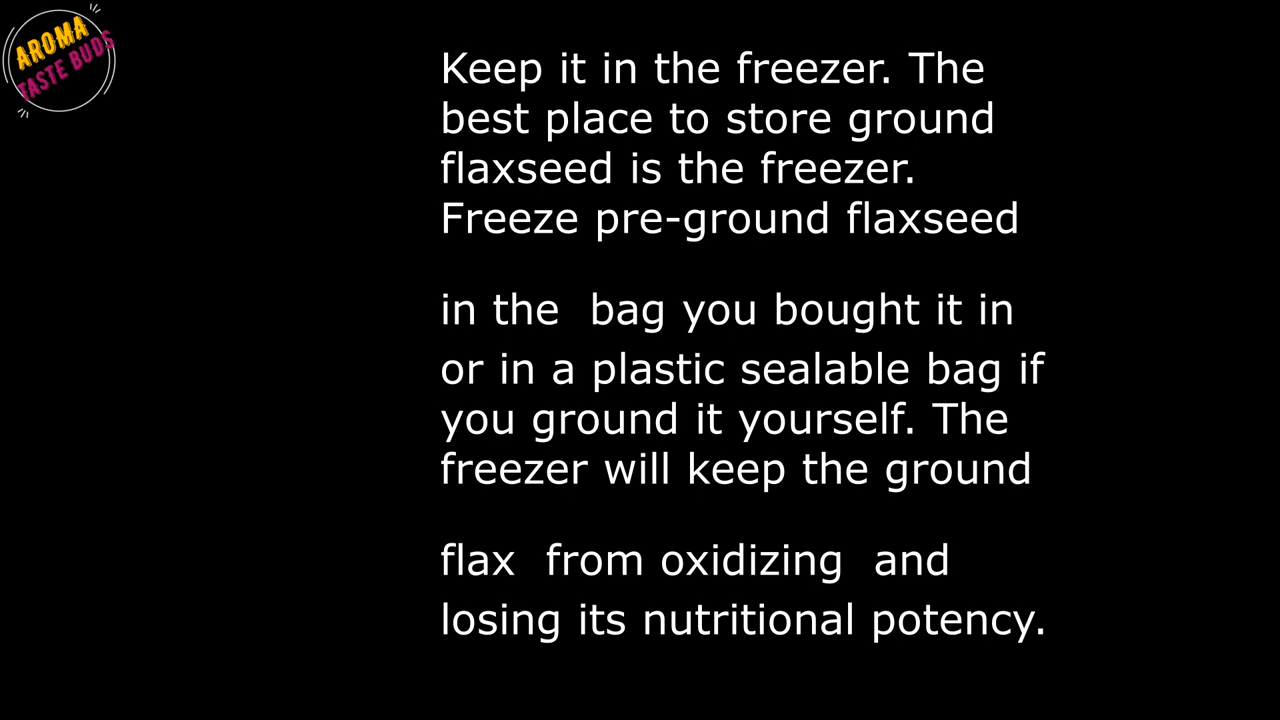 AROMA
TASTE BUDS
Keep it in the freezer. The
best place to store ground
flaxseed is the freezer.
Freeze pre-ground flaxseed
in the  bag you bought it in
or in a plastic sealable bag if
you ground it yourself. The
freezer will keep the ground
flax  from oxidizing  and
losing its nutritional potency.